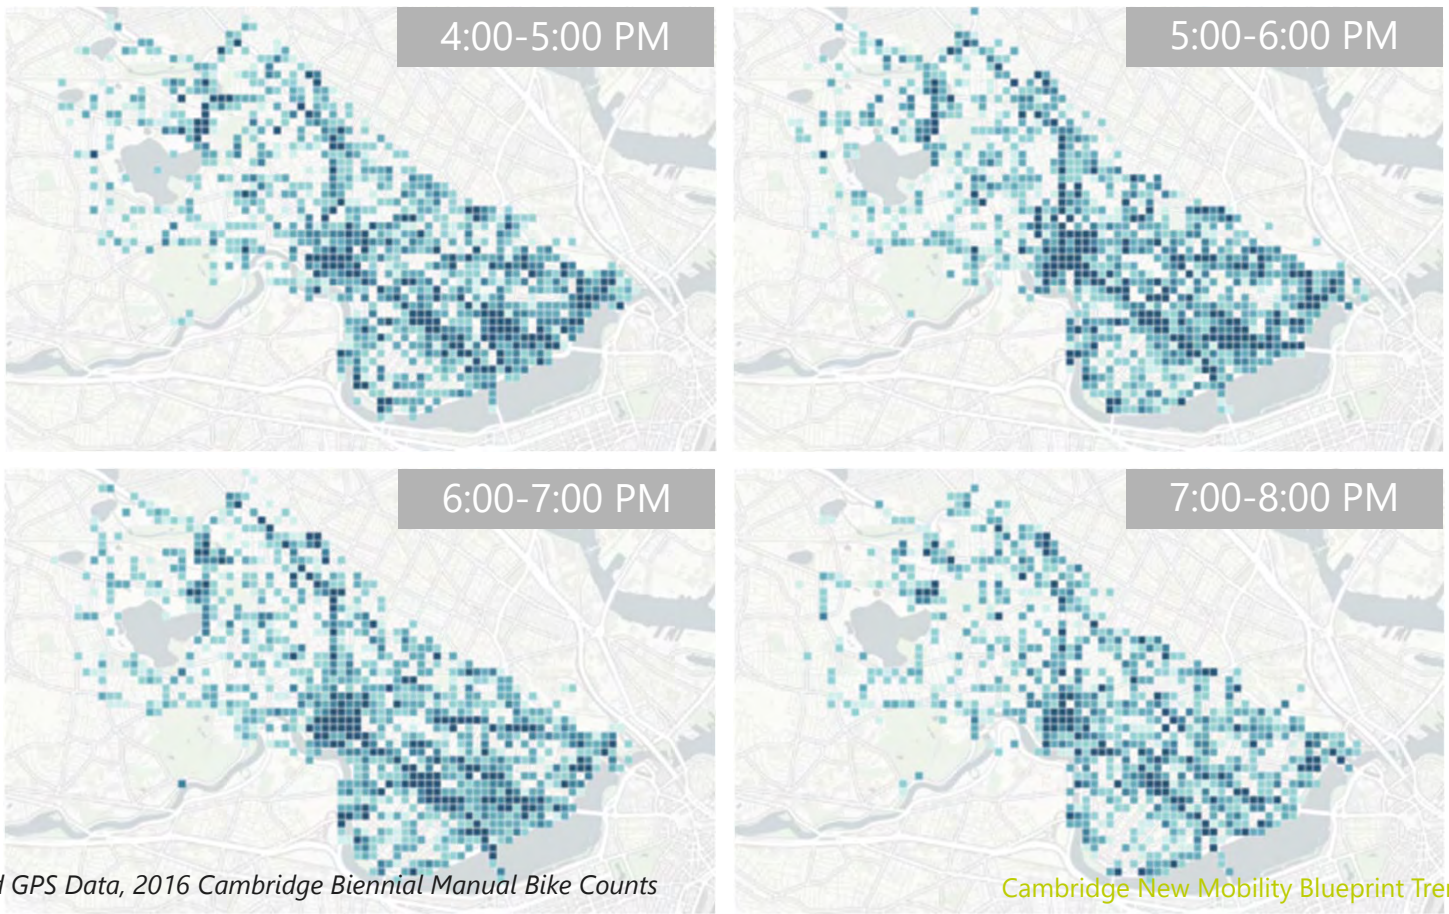 4:00-5:00 PM
5:00-6:00 PM
6:00-7:00 PM
7:00-8:00 PM
GPS Data, 2016 Cambridge Biennial Manual Bike Counts
Cambridge New Mobility Blueprint